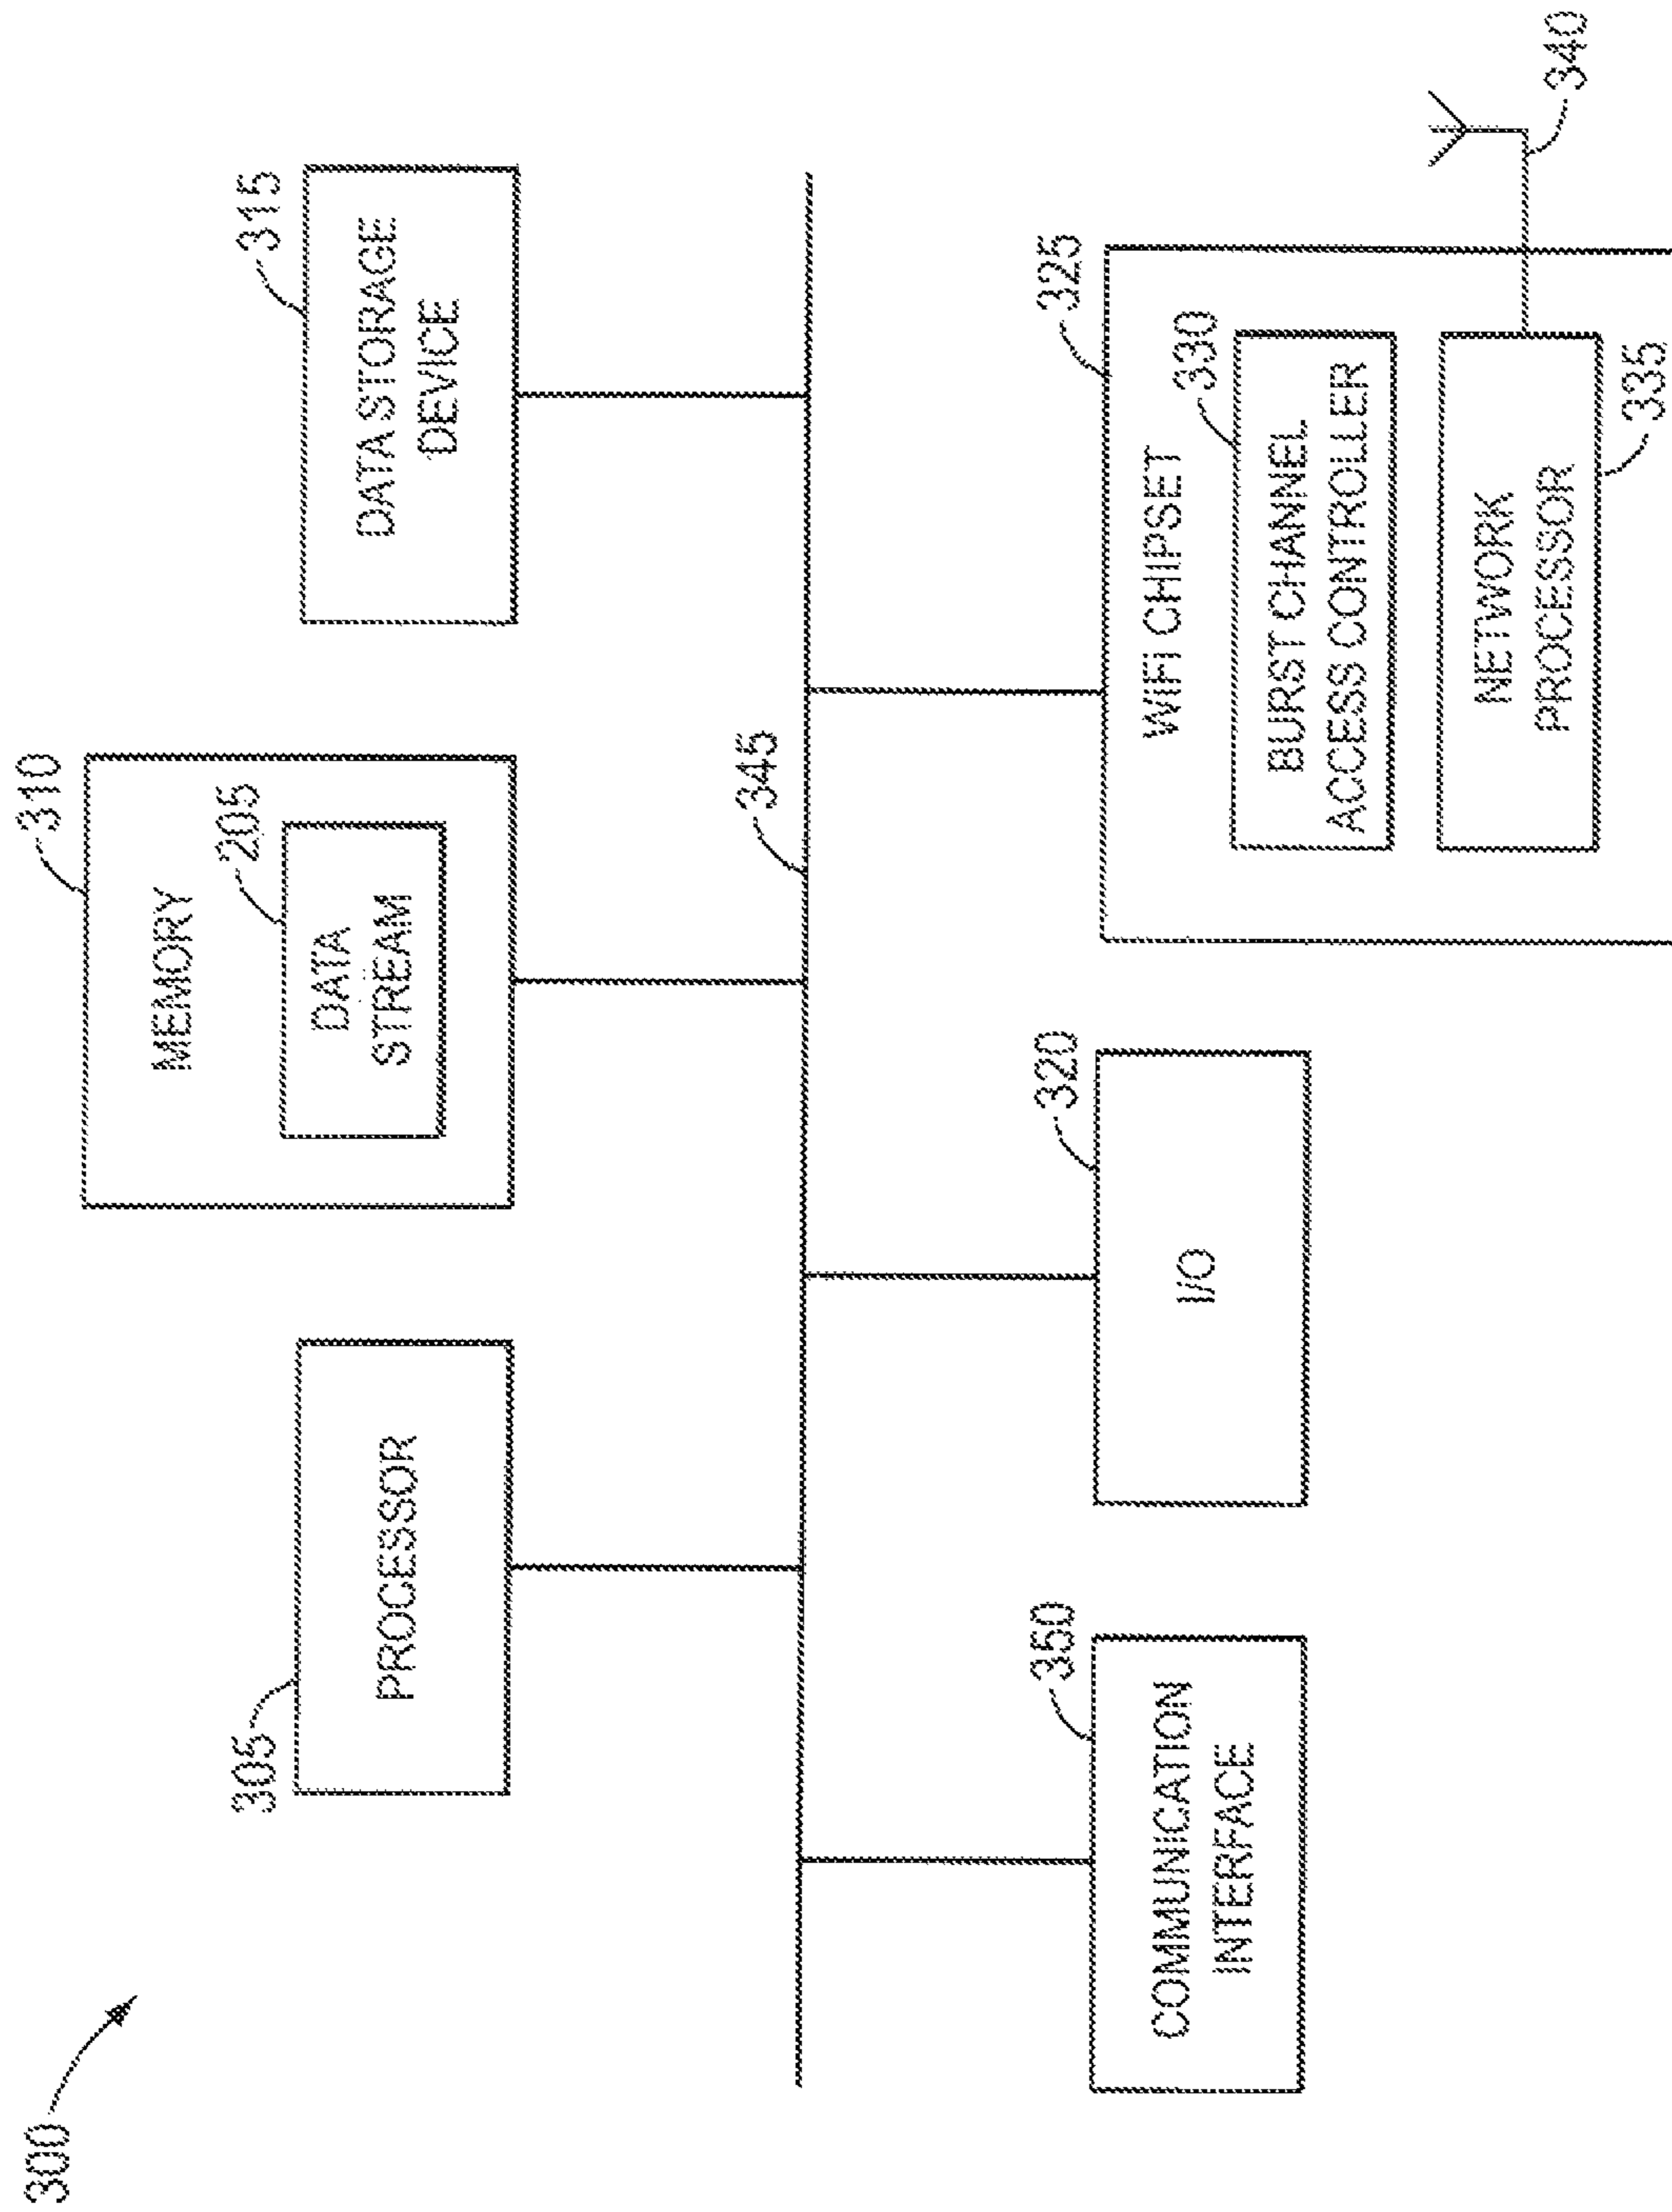 300
305
PROCESSOR
310
MEMORY
205
DATA
STREAM
315
DATA STORAGE
DEVICE
345
350
COMMUNICATION
INTERFACE
320
I/O
325
WIFI CHIPSET
330
BURST CHANNEL
ACCESS CONTROLLER
NETWORK
PROCESSOR
335
340